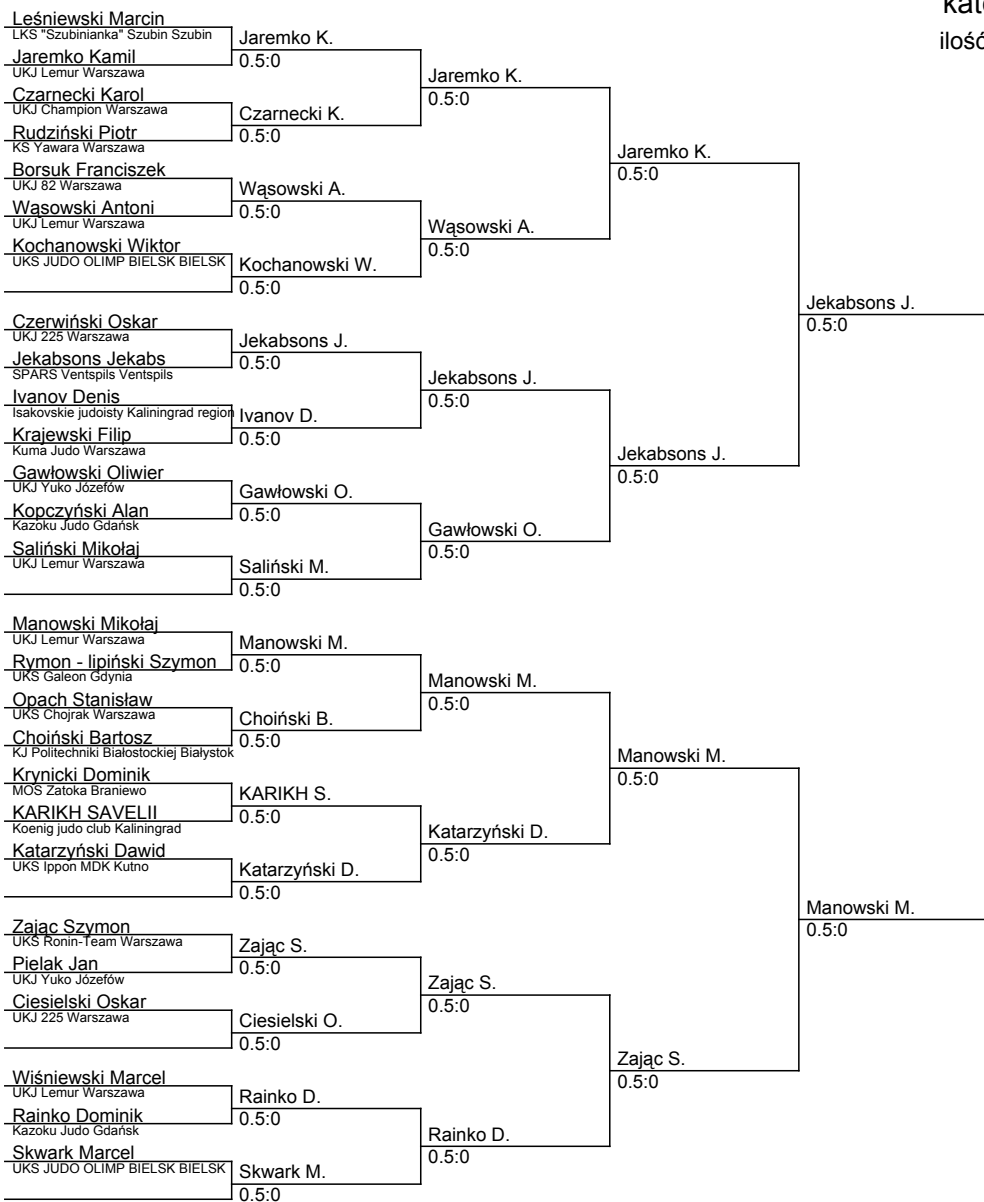 kate
ilość
Leśniewski Marcin
LKS "Szubinianka" Szubin Szubin
Jaremko Kamil
UKJ Lemur Warszawa
Czarnecki Karol
UKJ Champion Warszawa
Rudziński Piotr
KS Yawara Warszawa
Borsuk Franciszek
UKJ 82 Warszawa
Wąsowski Antoni
UKJ Lemur Warszawa
Kochanowski Wiktor
UKS JUDO OLIMP BIELSK BIELSK
Czerwiński Oskar
UKJ 225 Warszawa
Jekabsons Jekabs
SPARS Ventspils Ventspils
Ivanov Denis
Isakovskie judoisty Kaliningrad region
Krajewski Filip
Kuma Judo Warszawa
Gawłowski Oliwier
UKJ Yuko Józefów
Kopczyński Alan
Kazoku Judo Gdańsk
Saliński Mikołaj
UKJ Lemur Warszawa
Manowski Mikołaj
UKJ Lemur Warszawa
Rymon - lipiński Szymon
UKS Galeon Gdynia
Opach Stanisław
UKS Chojrak Warszawa
Choiński Bartosz
KJ Politechniki Białostockiej Białystok
Krynicki Dominik
MOS Zatoka Braniewo
KARIKH SAVELII
Koenig judo club Kaliningrad
Katarzyński Dawid
UKS Ippon MDK Kutno
Zając Szymon
UKS Ronin-Team Warszawa
Pielak Jan
UKJ Yuko Józefów
Ciesielski Oskar
UKJ 225 Warszawa
Wiśniewski Marcel
UKJ Lemur Warszawa
Rainko Dominik
Kazoku Judo Gdańsk
Skwark Marcel
UKS JUDO OLIMP BIELSK BIELSK
Jaremko K.
0.5:0
Czarnecki K.
0.5:0
Wąsowski A.
0.5:0
Kochanowski W.
0.5:0
Jekabsons J.
0.5:0
Ivanov D.
0.5:0
Gawłowski O.
0.5:0
Saliński M.
0.5:0
Manowski M.
0.5:0
Choiński B.
0.5:0
KARIKH S.
0.5:0
Katarzyński D.
0.5:0
Zając S.
0.5:0
Ciesielski O.
0.5:0
Rainko D.
0.5:0
Skwark M.
0.5:0
Jaremko K.
0.5:0
Wąsowski A.
0.5:0
Jekabsons J.
0.5:0
Gawłowski O.
0.5:0
Manowski M.
0.5:0
Katarzyński D.
0.5:0
Zając S.
0.5:0
Rainko D.
0.5:0
Jaremko K.
0.5:0
Jekabsons J.
0.5:0
Manowski M.
0.5:0
Zając S.
0.5:0
Jekabsons J.
0.5:0
Manowski M.
0.5:0